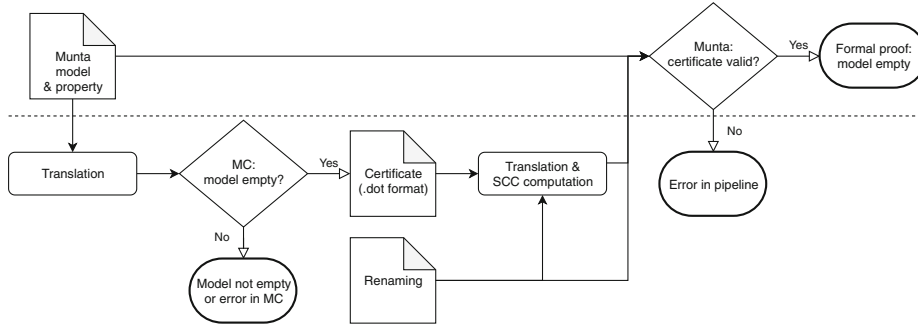 Munta
model
& property
Munta:
certificate valid?
Yes
Formal proof:
model empty
No
Error in pipeline
Translation
MC:
model empty?
Yes
Certificate
(.dot format)
Translation &
SCC computation
No
Model not empty
or error in MC
Renaming